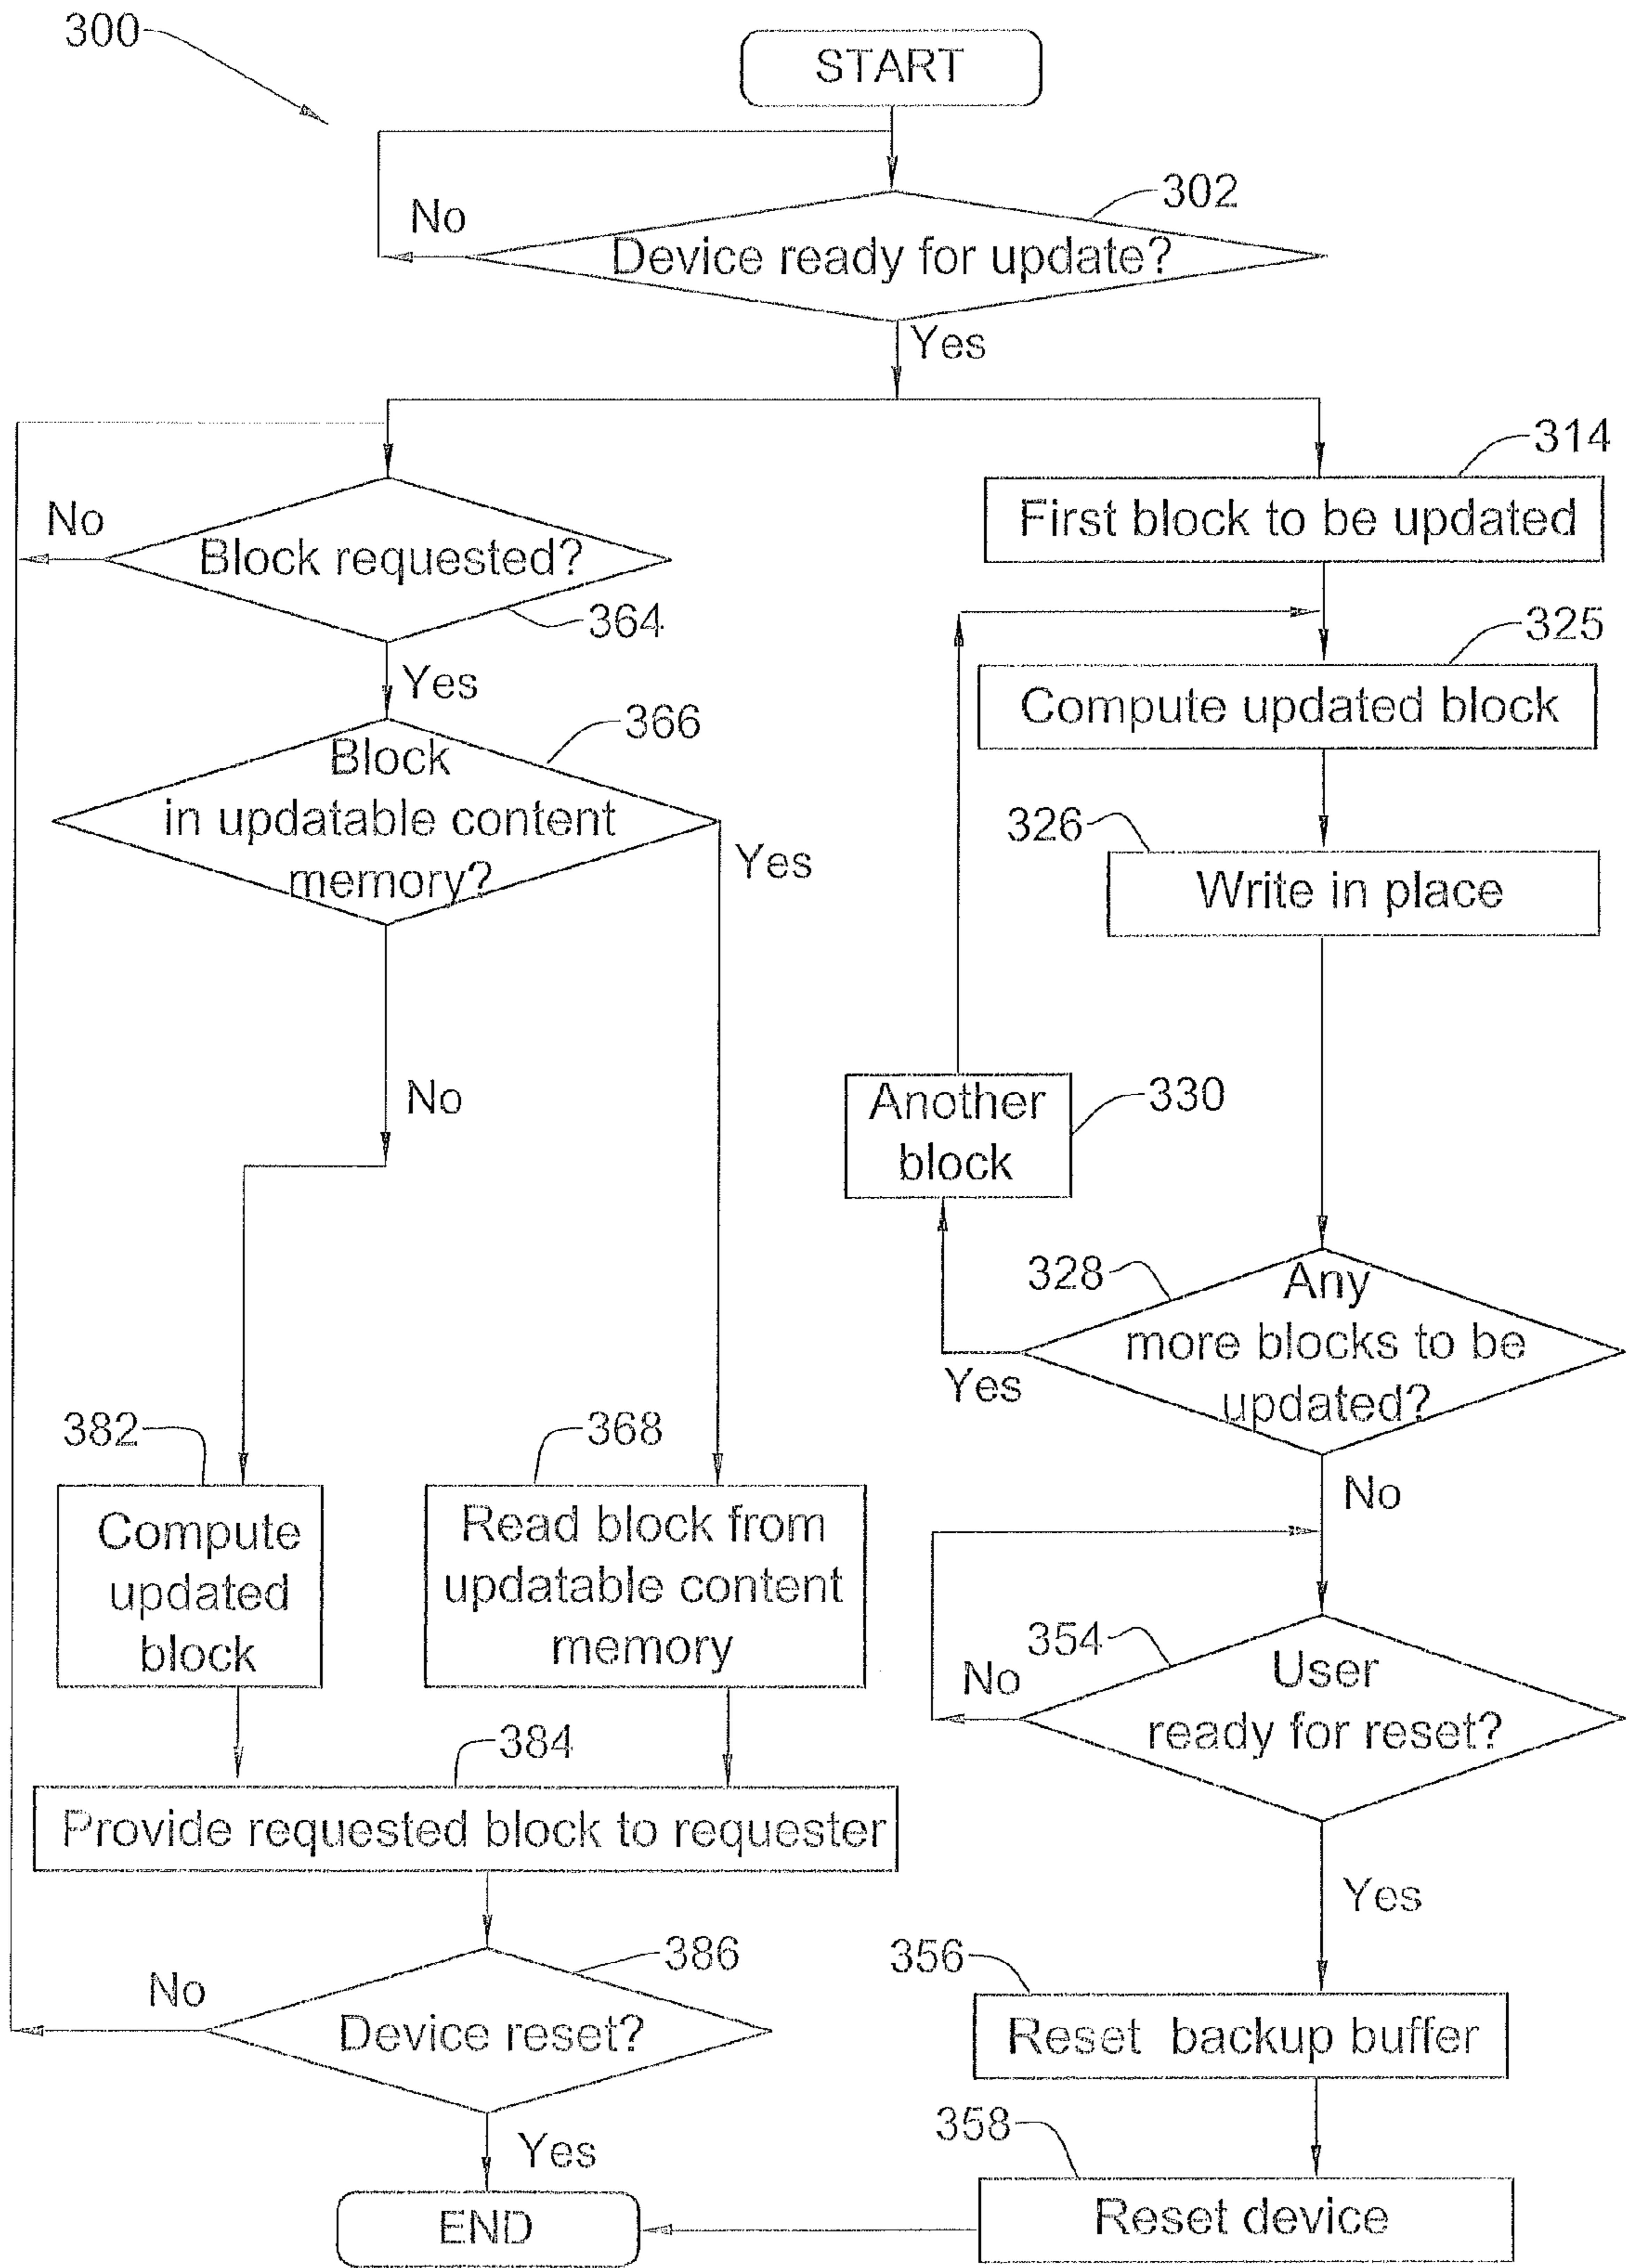 300
START
302
No
Device ready for update?
Yes
314
No
First block to be updated
Block requested?
364
325
Yes
Compute updated block
366
Block
in updatable content
memory?
Yes
326
Write in place
No
Another
block
330
328
Any
more blocks to be
updated?
Yes
382
368
No
Compute
updated
block
Read block from
updatable content
memory
354
No
User
ready for reset?
384
Provide requested block to requester
Yes
386
356
No
Device reset?
Reset backup buffer
358
Yes
END
Reset device